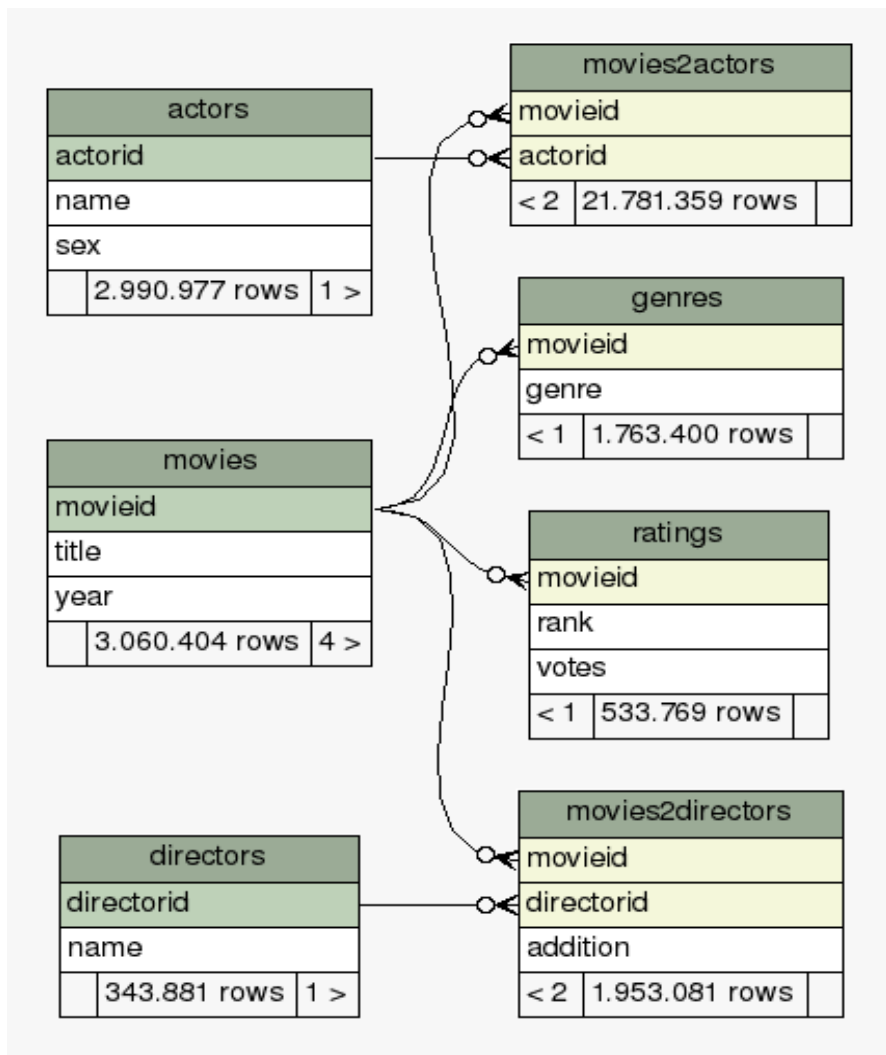 actors
actorid
name
sex
2.990.977 rows 1 >
movies
movieid
title
year
3.060.404 rows 4 >
directors
directorid
name
343.881 rows 1 >
movies2actors
movieid
actorid
< 2 21.781.359 rows
genres
movieid
genre
< 1 1.763.400 rows
ratings
movieid
rank
votes
< 1 533.769 rows
movies2directors
movieid
directorid
addition
< 2 1.953.081 rows